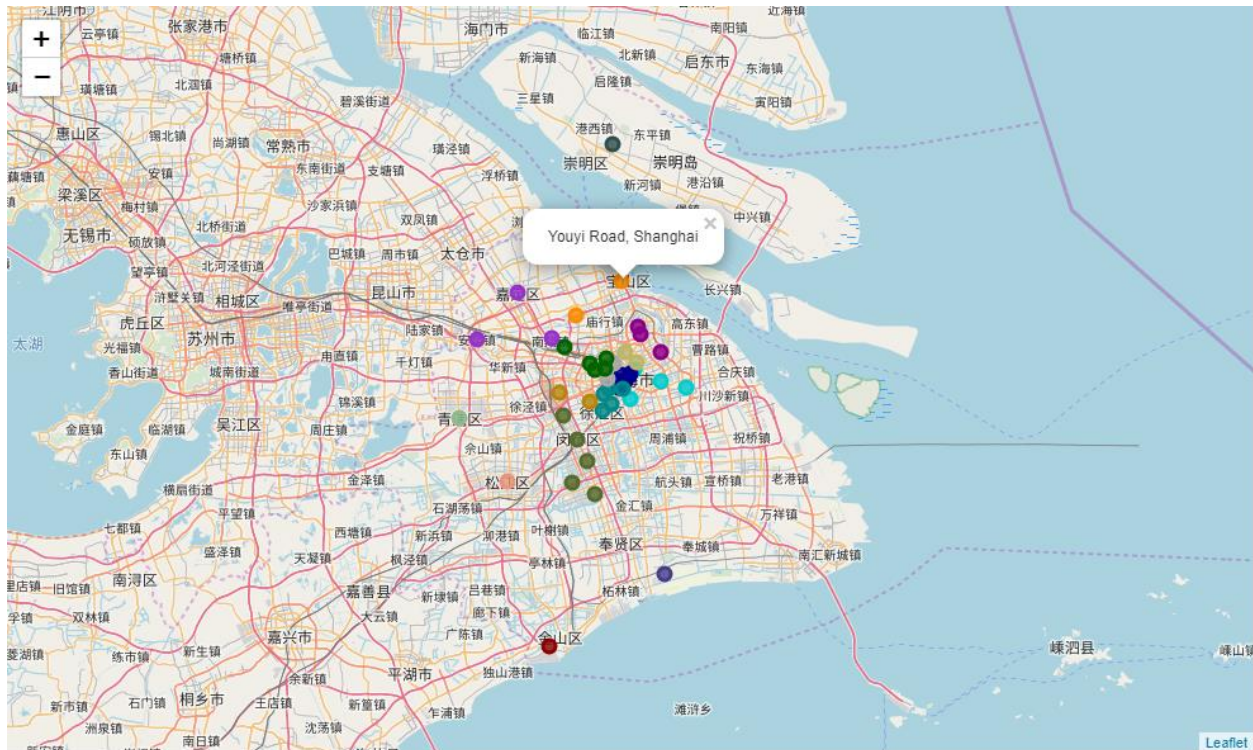 江阴市
近海镇
+
云亭镇
张家港市
海门市
临江镇
南阳镇
塘桥镇
北新镇
启东市
−
新海镇
东海镇
启隆镇
璜塘镇
北漍镇
三星镇
寅阳镇
碧溪街道
惠山区
锡北镇
尚湖镇
常熟市
璜泾镇
港西镇
东平镇
东南街道
支塘镇
崇明区
崇明岛
浮桥镇
新河镇
港沿镇
梁溪区
梅村镇
沙家浜镇
双凤镇
中兴镇
北桥街道
无锡市
硕放镇
Youyi Road, Shanghai
×
周市镇
太仓市
巴城镇
望亭镇
北河泾街道
宝山区
长兴镇
昆山市
浒墅关镇
相城区
唯亭街道
陆家镇
庙行镇
高东镇
虎丘区
苏州市
太湖
光福镇
甪直镇
千灯镇
华新镇
曹路镇
合庆镇
香山街道
城南街道
川沙新镇
锦溪镇
徐泾镇
金庭镇
临湖镇
吴江区
周庄镇
佘山镇
周浦镇
祝桥镇
东山镇
横扇街道
金泽镇
航头镇
宣桥镇
老港镇
石湖荡镇
金汇镇
平望镇
万祥镇
七都镇
西塘镇
新浜镇
泖港镇
叶榭镇
盛泽镇
天凝镇
枫泾镇
奉贤区
奉城镇
南汇新城镇
亭林镇
南浔区
旧馆镇
嘉善县
吕巷镇
柘林镇
新埭镇
双林镇
大云镇
廊下镇
广陈镇
金山区
嘉兴市
菱湖镇
练市镇
新生镇
嵊泗县
嵊山镇
余新镇
平湖市
独山港镇
桐乡市
新市镇
石门镇
王店镇
新篁镇
乍浦镇
滩浒乡
洲泉镇
沈荡镇
新安镇
新日镇
Leaflet